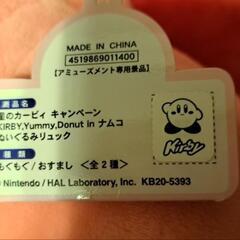 MADE IN CHINA
4519869011400
【アミューズメント専用景品】
商品名
星のカービィ キャンペーン
KIRBY,Yummy,Donut in ナムコ
ぬいぐるみリュック
種類
もぐもぐ/おすまし <全2種>
Kirby
© Nintendo / HAL Laboratory, Inc. KB20-5393